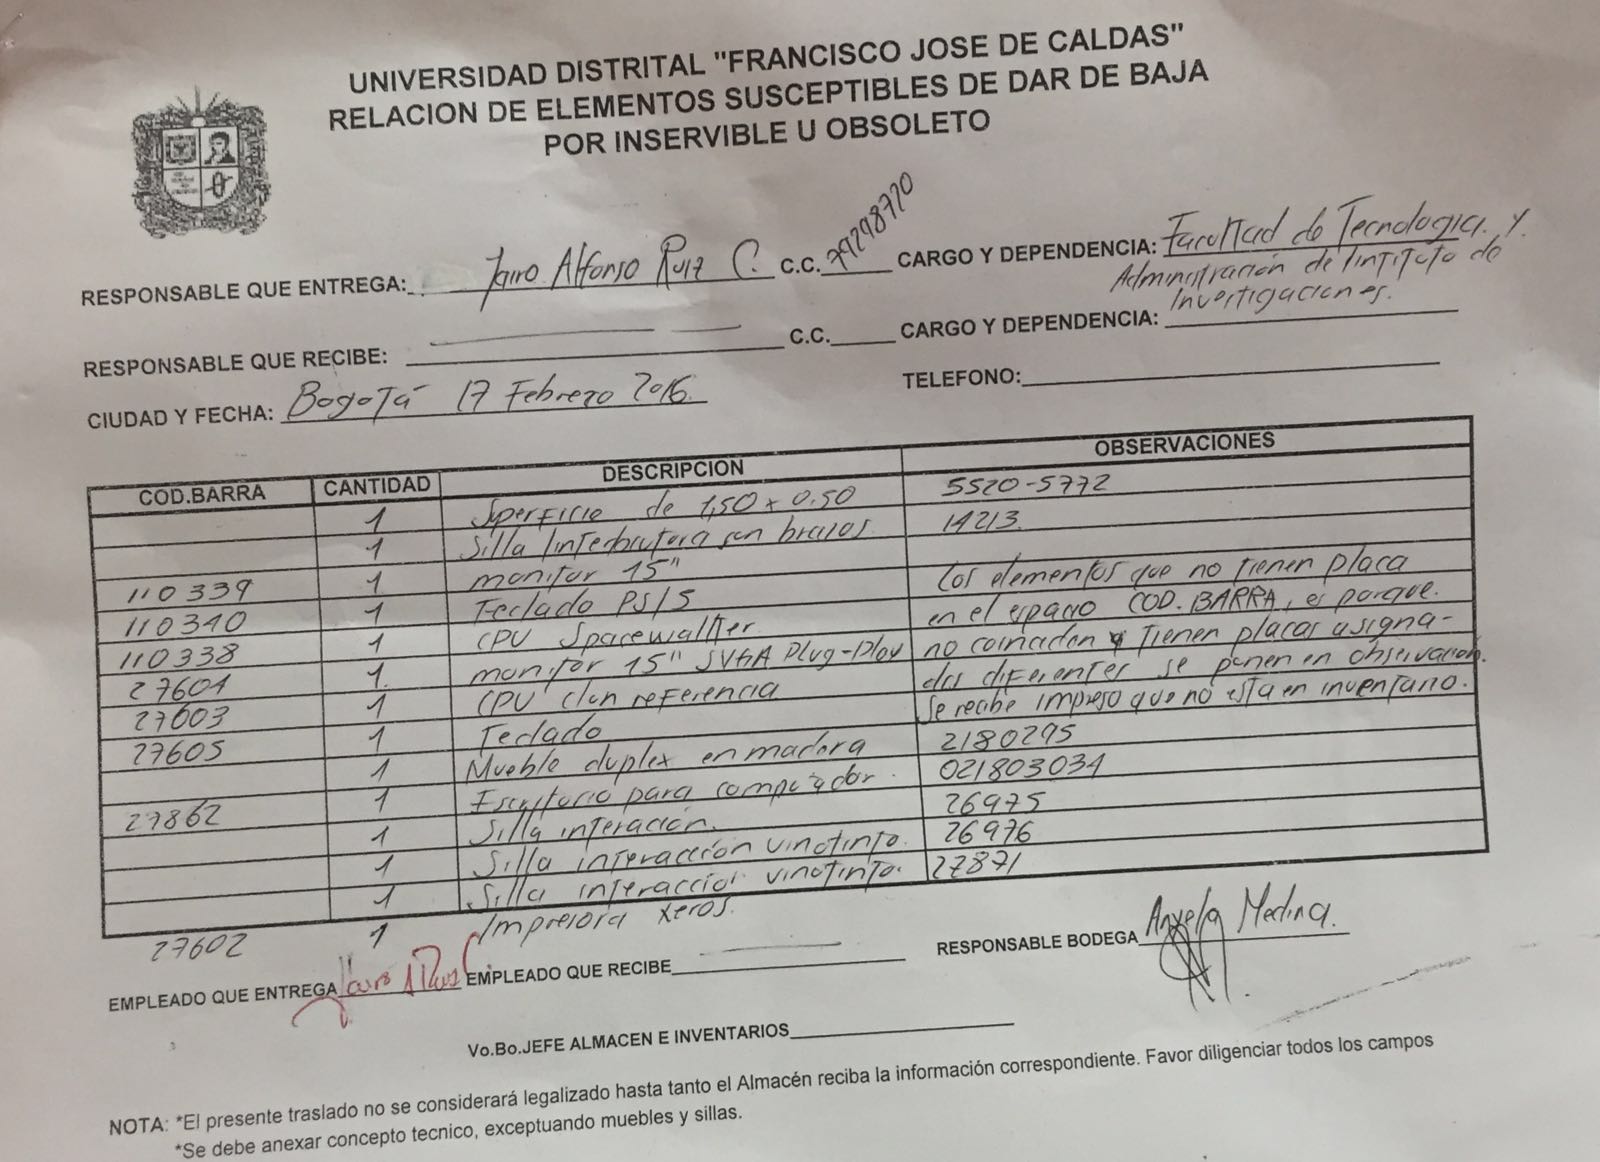 UNIVERSIDAD DISTRITAL "FRANCISCO JOSE DE CALDAS"
RELACION DE ELEMENTOS SUSCEPTIBLES DE DAR DE BAJA
POR INSERVIBLE U OBSOLETO
RESPONSABLE QUE ENTREGA: Jairo Alfonso Ruiz C. C.C. 79298720 CARGO Y DEPENDENCIA: Facultad de Tecnologia. Y.
Administración del instituto de
Investigaciones.
RESPONSABLE QUE RECIBE: C.C. CARGO Y DEPENDENCIA:
CIUDAD Y FECHA: Bogotá 17 Febrero 2016. TELEFONO:
COD.BARRA CANTIDAD DESCRIPCION OBSERVACIONES
1 Superficie de 1,50 x 0.50 5520-5772
1 Silla con brazos. 14213.
110339 1 monitor 15" Los elementos que no tienen placa
110340 1 Teclado PS/S en el espacio COD. BARRA, es porque.
110338 1 CPU Spacewalker. no coinciden y Tienen placas asigna-
27604 1. monitor 15" SVGA Plug-Play das diferentes se ponen en observación.
27603 1 CPU Clon referencia Se recibe impreso que no esta en inventario.
27605 1 Teclado 2180295
1 Mueble duplex en madera 021803034
27862 1 Escritorio para computador. 26975
1 Silla interación. 26976
1 Silla interacción vinotinto. 27871
1 Silla interacción vinotinto.
27602 1 Impresora Xeros.
EMPLEADO QUE ENTREGA EMPLEADO QUE RECIBE RESPONSABLE BODEGA Angela Medina.
Vo.Bo.JEFE ALMACEN E INVENTARIOS
NOTA: *El presente traslado no se considerará legalizado hasta tanto el Almacén reciba la información correspondiente. Favor diligenciar todos los campos
*Se debe anexar concepto tecnico, exceptuando muebles y sillas.